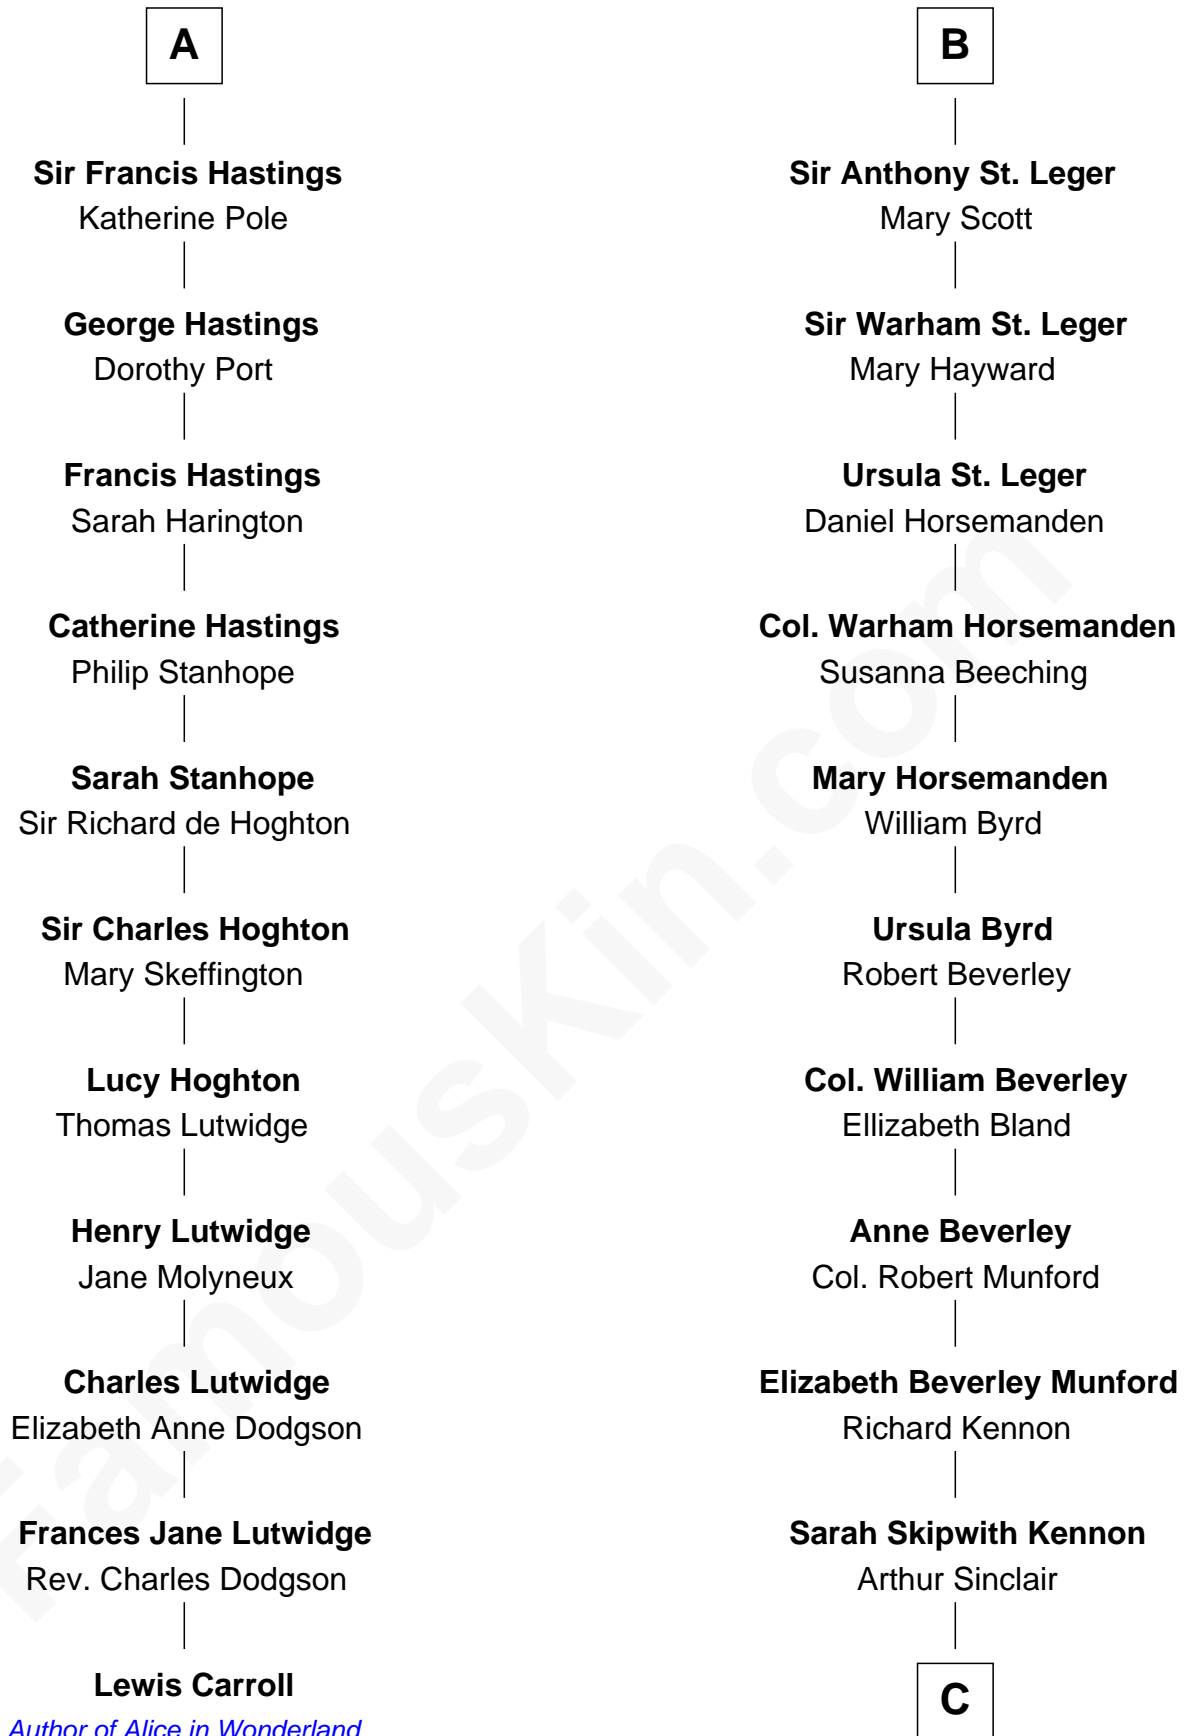 A
Sir Francis Hastings
Katherine Pole
George Hastings
Dorothy Port
Francis Hastings
Sarah Harington
Catherine Hastings
Philip Stanhope
Sarah Stanhope
Sir Richard de Hoghton
Sir Charles Hoghton
Mary Skeffington
Lucy Hoghton
Thomas Lutwidge
Henry Lutwidge
Jane Molyneux
Charles Lutwidge
Elizabeth Anne Dodgson
Frances Jane Lutwidge
Rev. Charles Dodgson
Lewis Carroll
Author of Alice in Wonderland
B
Sir Anthony St. Leger
Mary Scott
Sir Warham St. Leger
Mary Hayward
Ursula St. Leger
Daniel Horsemanden
Col. Warham Horsemanden
Susanna Beeching
Mary Horsemanden
William Byrd
Ursula Byrd
Robert Beverley
Col. William Beverley
Ellizabeth Bland
Anne Beverley
Col. Robert Munford
Elizabeth Beverley Munford
Richard Kennon
Sarah Skipwith Kennon
Arthur Sinclair
C
FamousKin.com